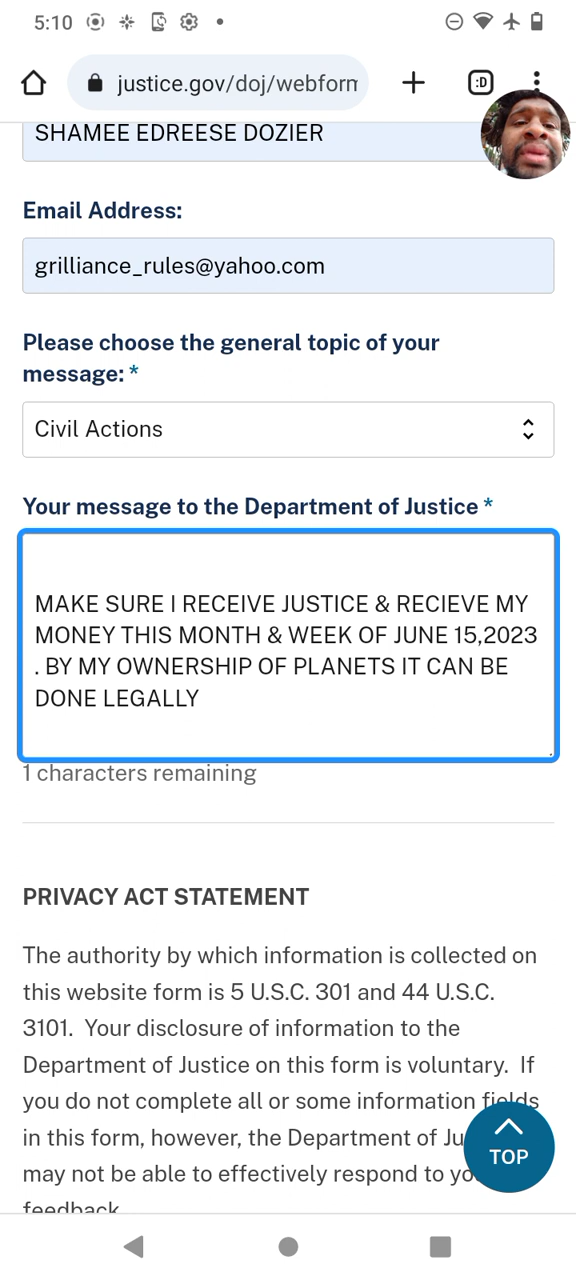 5:10
justice.gov/doj/webform
:D
SHAMEE EDREESE DOZIER
Email Address:
grilliance_rules@yahoo.com
Please choose the general topic of your
message: *
Civil Actions
Your message to the Department of Justice *
MAKE SURE I RECEIVE JUSTICE & RECIEVE MY
MONEY THIS MONTH & WEEK OF JUNE 15,2023
. BY MY OWNERSHIP OF PLANETS IT CAN BE
DONE LEGALLY
1 characters remaining
PRIVACY ACT STATEMENT
The authority by which information is collected on
this website form is 5 U.S.C. 301 and 44 U.S.C.
3101.  Your disclosure of information to the
Department of Justice on this form is voluntary.  If
you do not complete all or some information fields
in this form, however, the Department of Ju
may not be able to effectively respond to yo
feedback
TOP